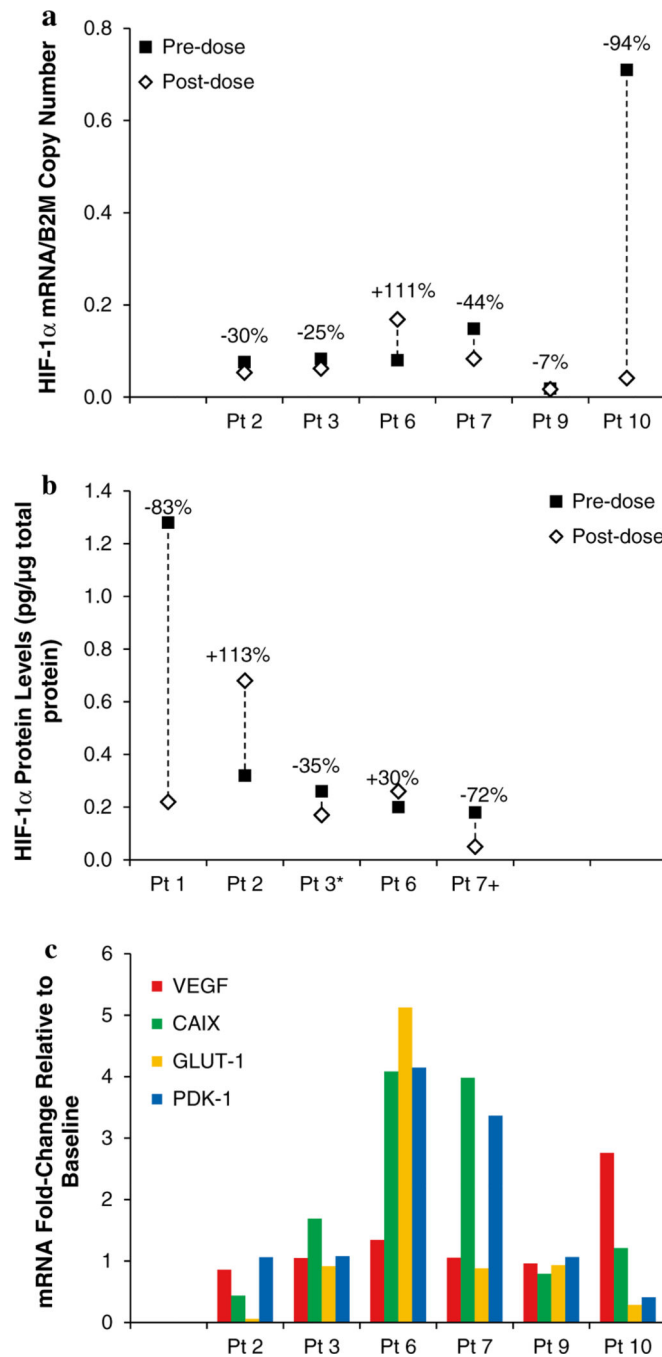 a
HIF-1α mRNA/B2M Copy Number
0.8
0.6
0.4
0.2
0.0
Pre-dose
Post-dose
-30%
-25%
+111%
-44%
-7%
-94%
Pt 2 Pt 3 Pt 6 Pt 7 Pt 9 Pt 10
b
HIF-1α Protein Levels (pg/μg total
protein)
1.4
1.2
1.0
0.8
0.6
0.4
0.2
0.0
Pre-dose
Post-dose
-83%
+113%
-35%
+30%
-72%
Pt 1 Pt 2 Pt 3* Pt 6 Pt 7+
c
mRNA Fold-Change Relative to
Baseline
6
5
4
3
2
1
0
VEGF
CAIX
GLUT-1
PDK-1
Pt 2 Pt 3 Pt 6 Pt 7 Pt 9 Pt 10